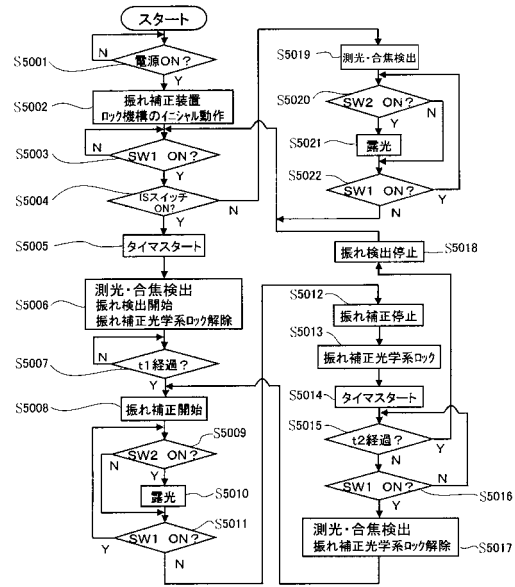 スタート
S5001
電源ON?
N
Y
S5002
振れ補正装置
ロック機構のイニシャル動作
S5003
SW1 ON?
N
Y
S5004
ISスイッチ
ON?
N
Y
S5005
タイマスタート
S5006
測光・合焦検出
振れ検出開始
振れ補正光学系ロック解除
S5007
t1経過?
N
Y
S5008
振れ補正開始
S5009
SW2 ON?
N
Y
S5010
露光
S5011
SW1 ON?
Y
N
S5012
振れ補正停止
S5013
振れ補正光学系ロック
S5014
タイマスタート
S5015
t2経過?
Y
N
S5016
SW1 ON?
N
Y
S5017
測光・合焦検出
振れ補正光学系ロック解除
S5018
振れ検出停止
S5019
測光・合焦検出
S5020
SW2 ON?
N
Y
S5021
露光
S5022
SW1 ON?
Y
N